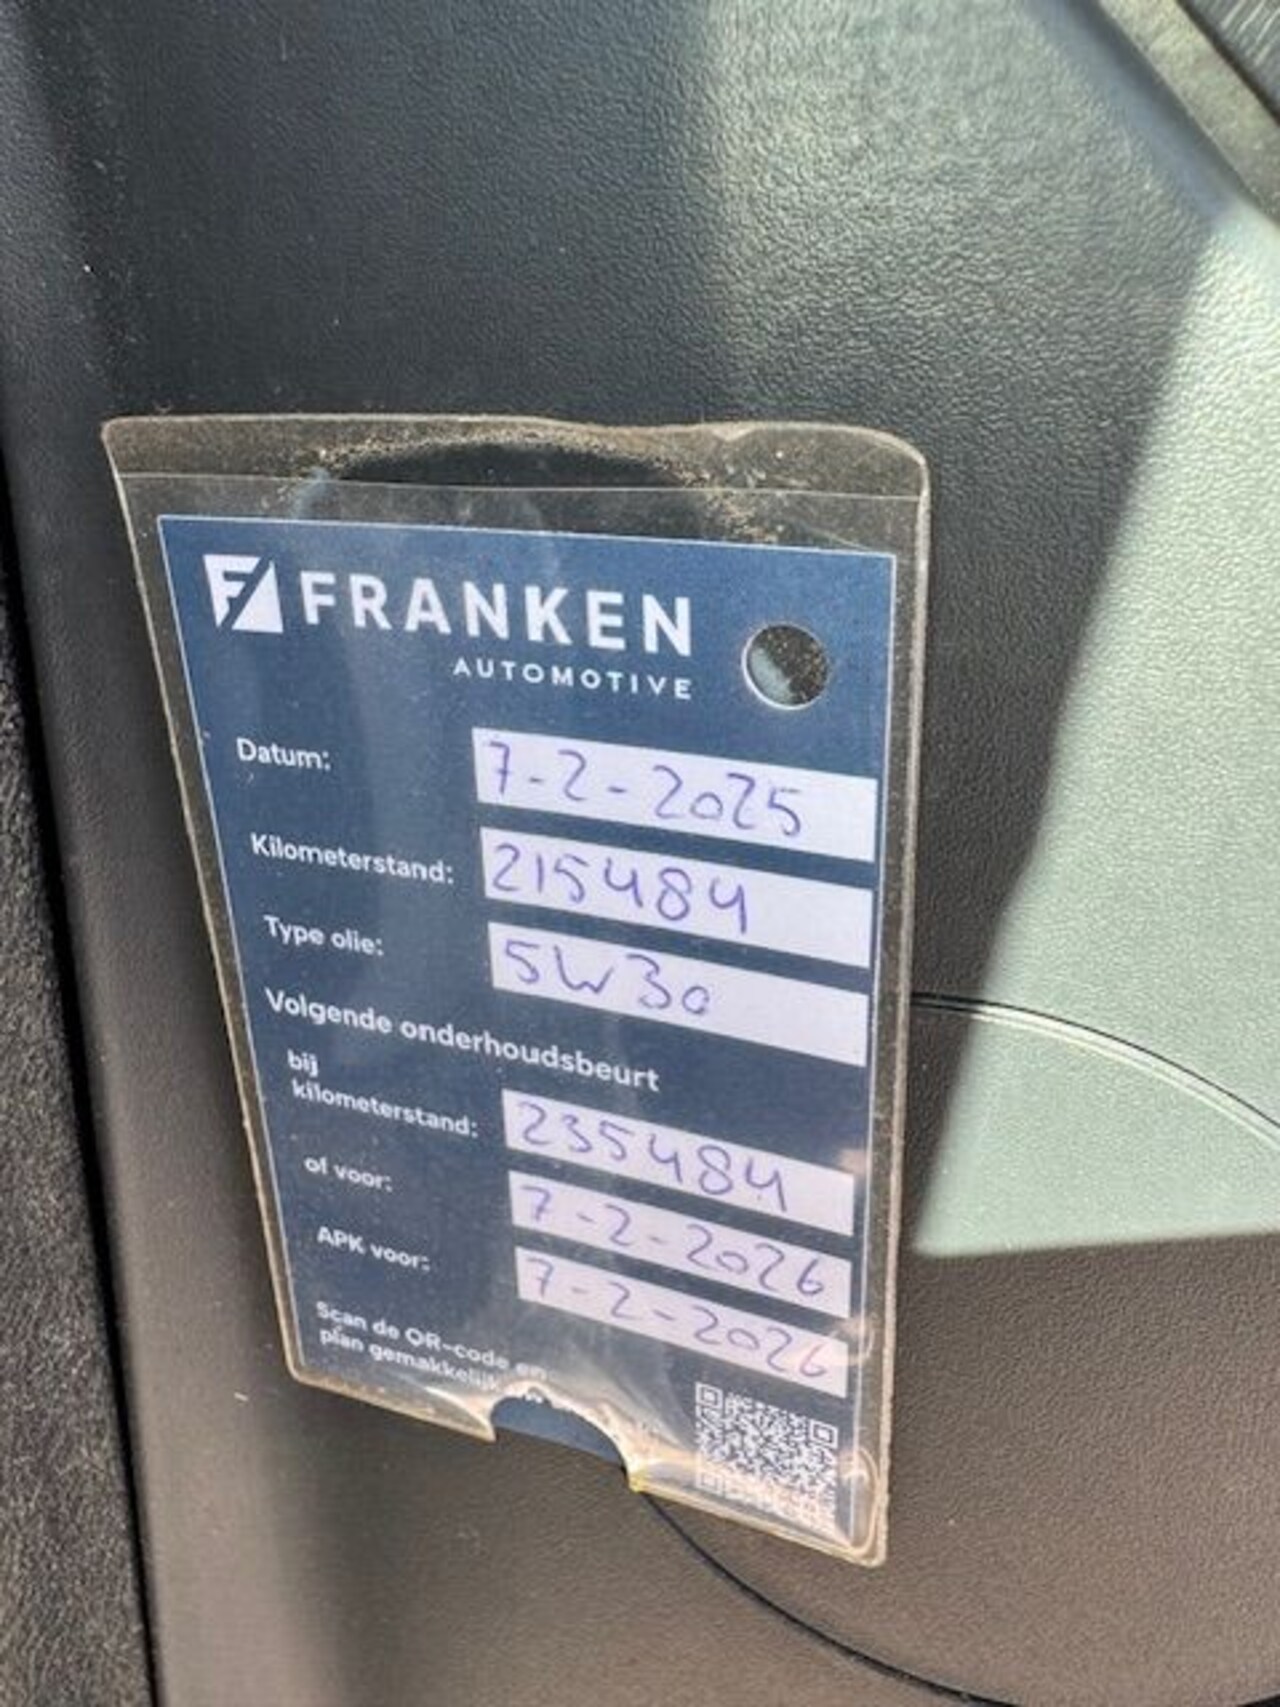 FRANKEN
AUTOMOTIVE
Datum: 7-2-2025
Kilometerstand: 215484
Type olie: 5W30
Volgende onderhoudsbeurt
bij
kilometerstand: 235484
of voor: 7-2-2026
APK voor: 7-2-2026
Scan de QR-code en
plan gemakkelijk